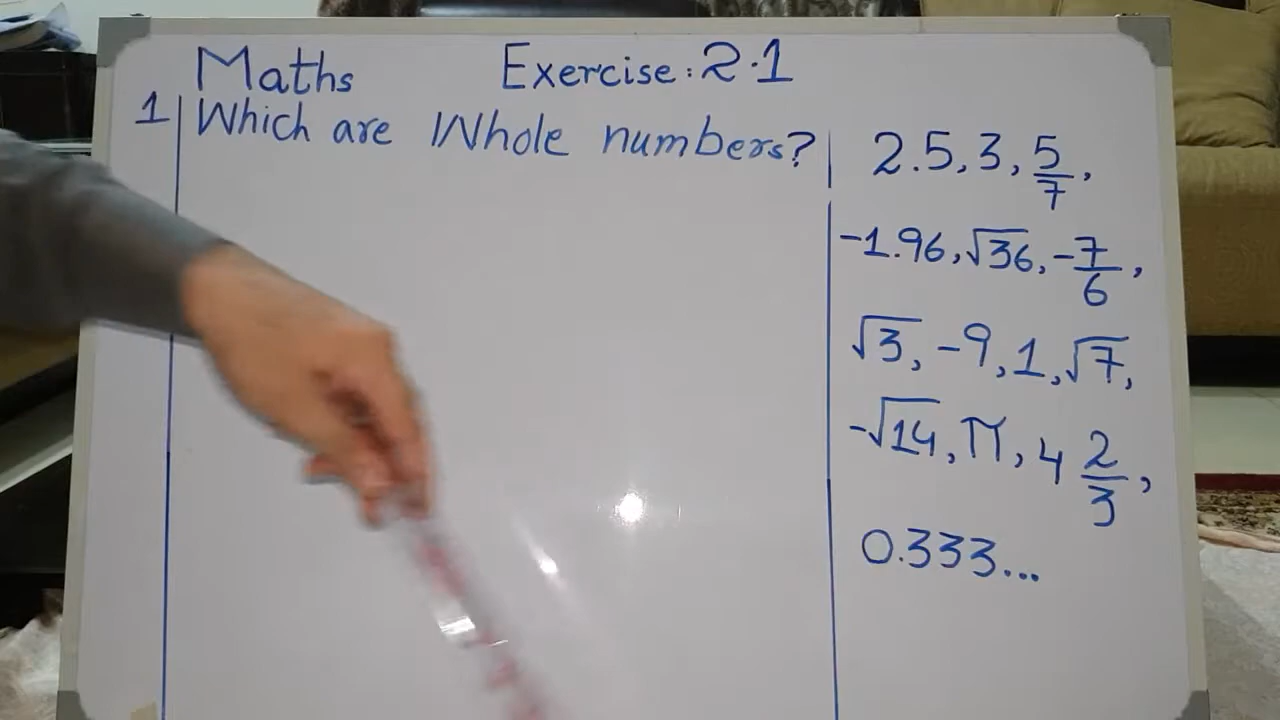 Maths Exercise: 2.1
1 Which are Whole numbers?
2.5, 3, 5/7,
-1.96, √36, -7/6,
√3, -9, 1, √7,
-√14, π, 4 2/3,
0.333...